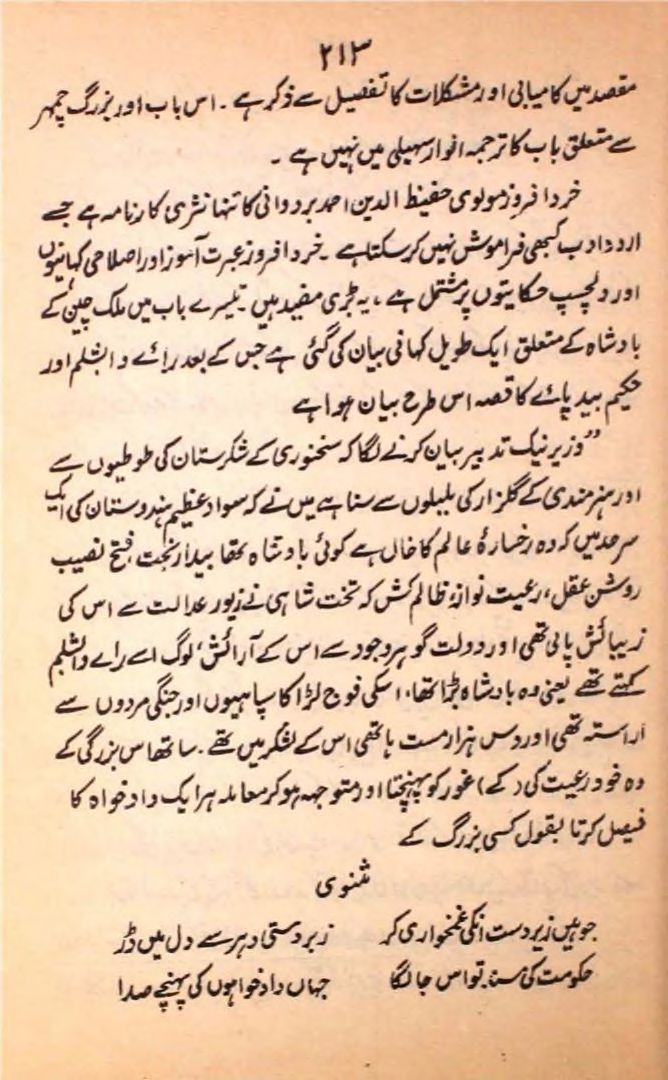 ۲۱۳
مقصد میں کامیابی اور مشکلات کا تفصیل سے ذکر ہے ۔ اس باب اور بزرگ چمہر
سے متعلق باب کا ترجمہ انوار سہیلی میں نہیں ہے ۔
خرد افروز مولوی حفیظ الدین احمد بردوانی کا تنہا نثری کارنامہ ہے جسے
اردو ادب کبھی فراموش نہیں کر سکتا ہے ۔ خرد افروز عبرت آموز اور اصلاحی کہانیوں
اور دلچسپ حکایتوں پر مشتمل ہے ، یہ بڑی مفید ہیں ۔ تیسرے باب میں ملک چین کے
بادشاہ کے متعلق ایک طویل کہانی بیان کی گئی ہے جس کے بعد رائے دابشلم اور
حکیم بیدپائے کا قصہ اس طرح بیان ہوا ہے
”وزیر نیک تدبیر بیان کرنے لگا کہ سخنوری کے شکرستان کی طوطیوں سے
اور ہنرمندی کے گلزار کی بلبلوں سے سنا ہے میں نے کہ سواد عظیم ہندوستان کی ایک
سرحد میں کہ وہ رخسارۂ عالم کا خال ہے کوئی بادشاہ تھا بیدار بخت ، فتح نصیب
روشن عقل ، رعیت نواز ، ظالم کش کہ تخت شاہی نے زیور عدالت سے اس کی
زیبائش پائی تھی اور دولت گوہر وجود سے اس کے آرائش ، لوگ اسے رائے دابشلم
کہتے تھے یعنی وہ بادشاہ بڑا تھا ، اسکی فوج لڑاکا سپاہیوں اور جنگی مردوں سے
آراستہ تھی اور دس ہزار مست ہاتھی اس کے لشکر میں تھے ۔ ساتھ اس بزرگی کے
وہ خود رعیت کی ( کے ) غور کو پہنچتا اور متوجہ ہو کر معاملہ ہر ایک داد خواہ کا
فیصل کرتا بقول کسی بزرگ کے
مثنوی
جو ہیں زیردست انکی غمخواری کر زبردستی دہر سے دل میں ڈر
حکومت کی مسند تو اس جا لگا جہاں داد خواہوں کی پہنچے صدا